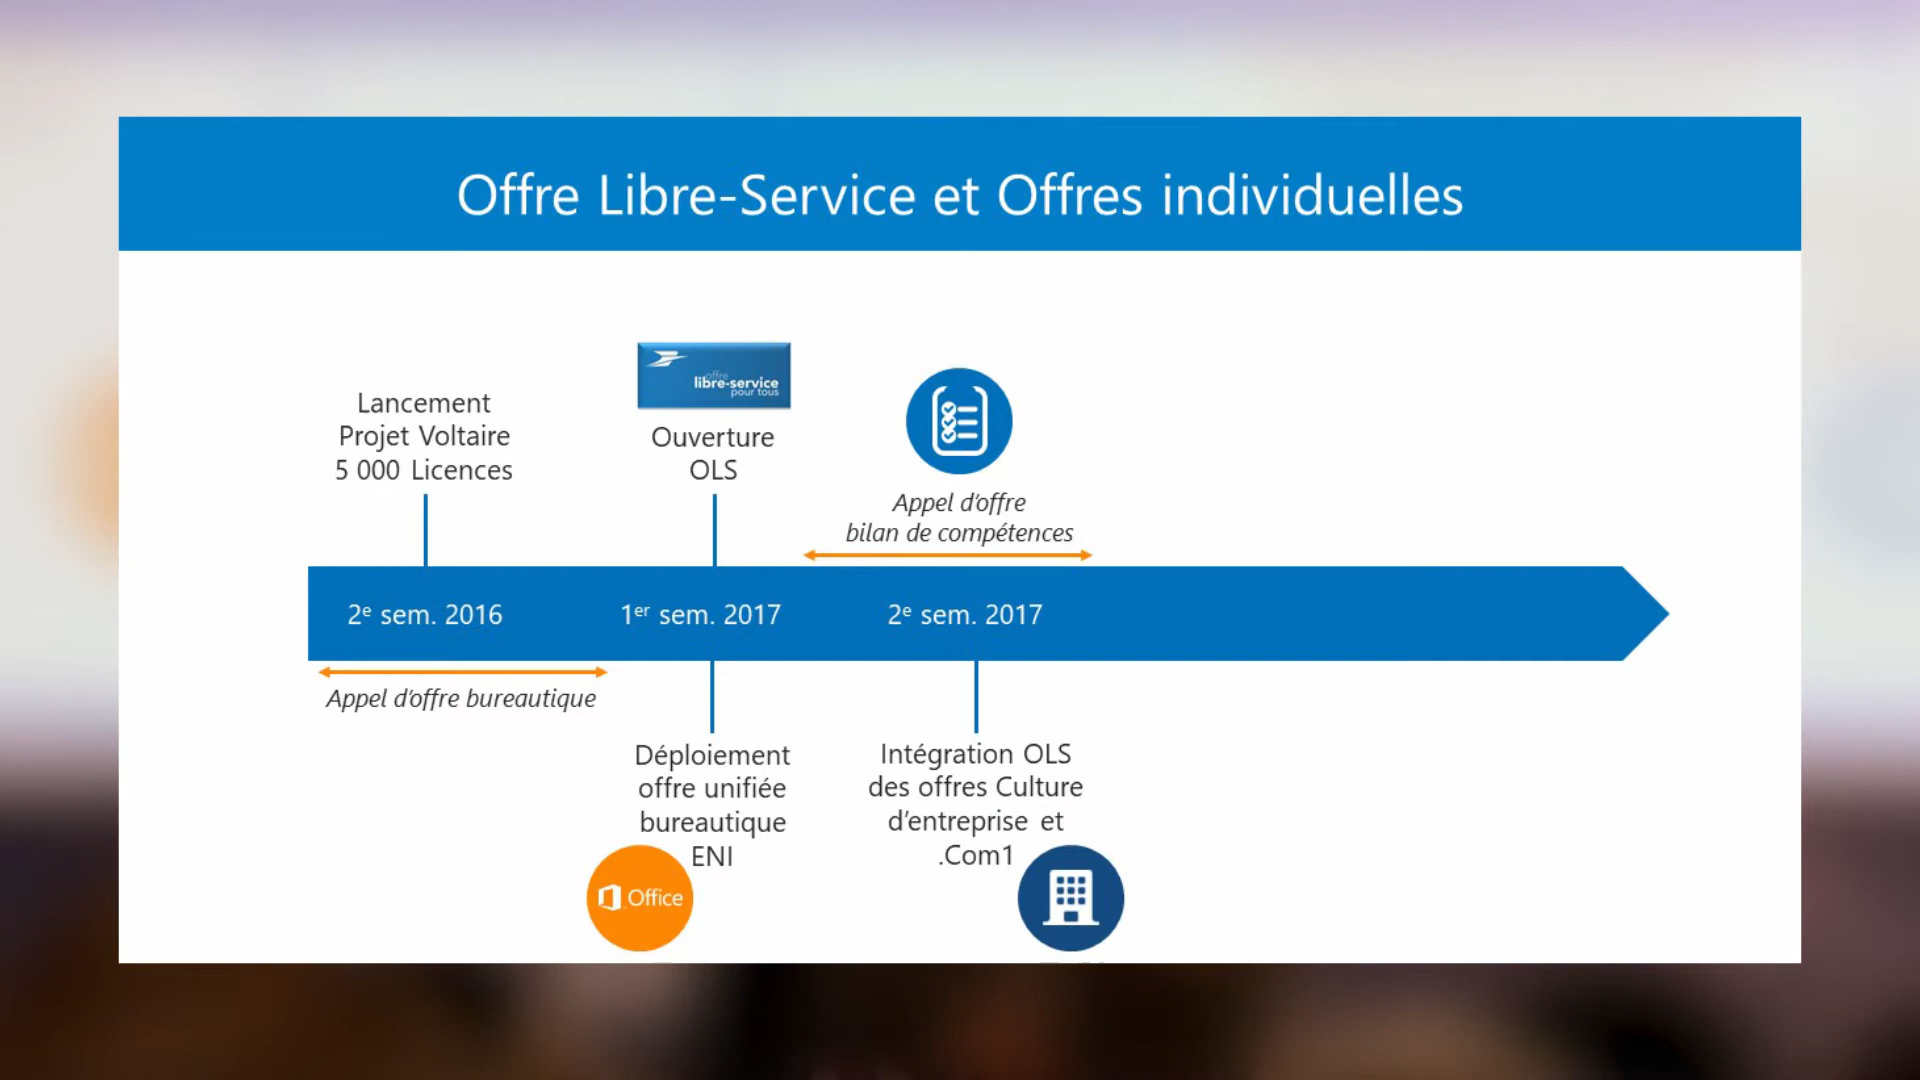 Offre Libre-Service et Offres individuelles
Lancement
Projet Voltaire
5 000 Licences
offre
libre-service
pour tous
Ouverture
OLS
Appel d'offre
bilan de compétences
2e sem. 2016
1er sem. 2017
2e sem. 2017
Appel d'offre bureautique
Déploiement
offre unifiée
bureautique
ENI
Office
Intégration OLS
des offres Culture
d'entreprise et
.Com1